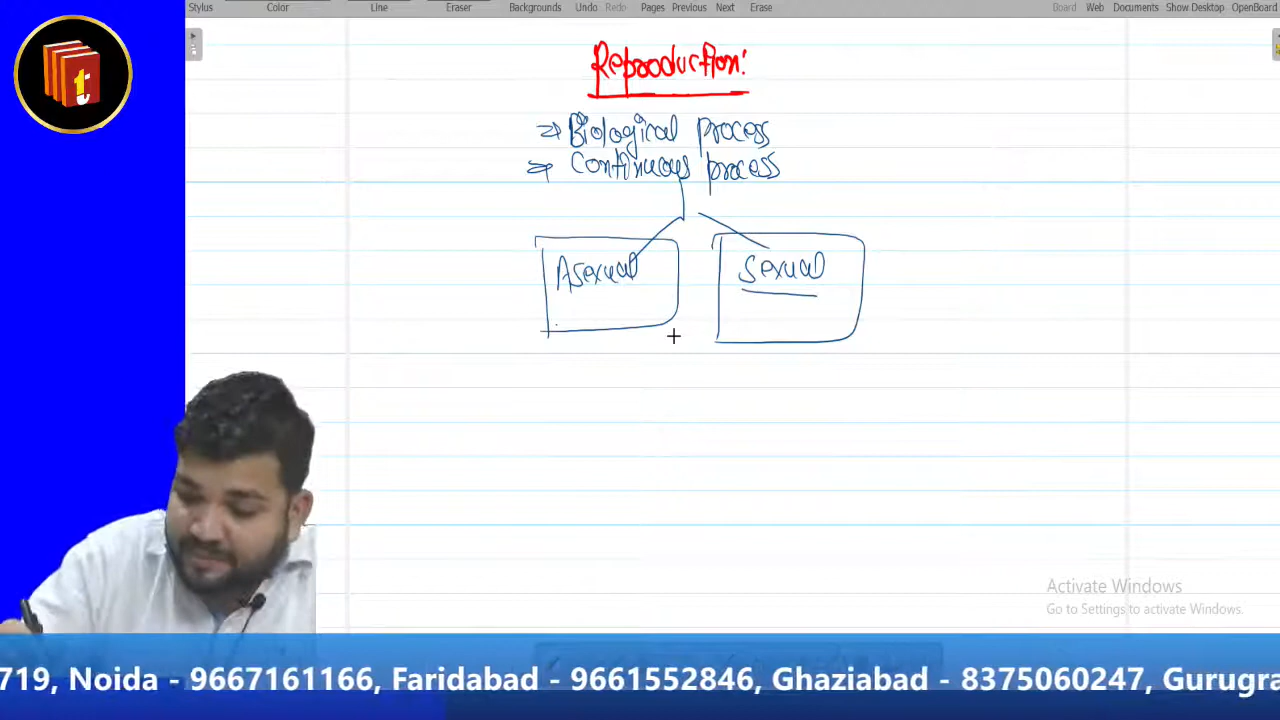 Stylus Color Line Eraser Backgrounds Undo Redo Pages Previous Next Erase Board Web Documents Show Desktop OpenBoard
t
Reproduction:
⇒ Biological process
⇒ Continuous process
Asexual
Sexual
Activate Windows
Go to Settings to activate Windows.
719, Noida - 9667161166, Faridabad - 9661552846, Ghaziabad - 8375060247, Gurugra